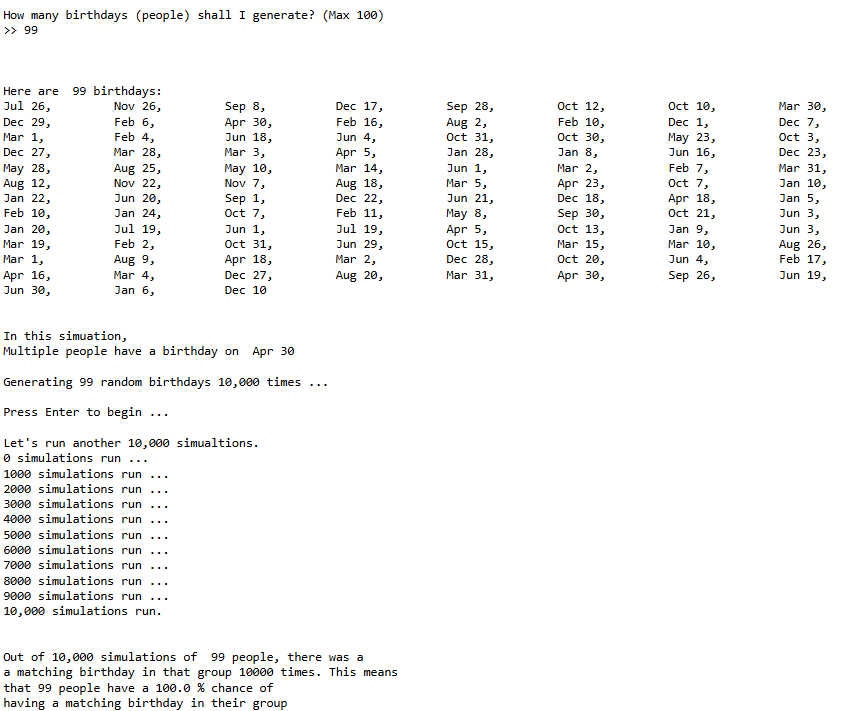 How many birthdays (people) shall I generate? (Max 100)
>> 99
Here are  99 birthdays:
Jul 26, Nov 26, Sep 8, Dec 17, Sep 28, Oct 12, Oct 10, Mar 30,
Dec 29, Feb 6, Apr 30, Feb 16, Aug 2, Feb 10, Dec 1, Dec 7,
Mar 1, Feb 4, Jun 18, Jun 4, Oct 31, Oct 30, May 23, Oct 3,
Dec 27, Mar 28, Mar 3, Apr 5, Jan 28, Jan 8, Jun 16, Dec 23,
May 28, Aug 25, May 10, Mar 14, Jun 1, Mar 2, Feb 7, Mar 31,
Aug 12, Nov 22, Nov 7, Aug 18, Mar 5, Apr 23, Oct 7, Jan 10,
Jan 22, Jun 20, Sep 1, Dec 22, Jun 21, Dec 18, Apr 18, Jan 5,
Feb 10, Jan 24, Oct 7, Feb 11, May 8, Sep 30, Oct 21, Jun 3,
Jan 20, Jul 19, Jun 1, Jul 19, Apr 5, Oct 13, Jan 9, Jun 3,
Mar 19, Feb 2, Oct 31, Jun 29, Oct 15, Mar 15, Mar 10, Aug 26,
Mar 1, Aug 9, Apr 18, Mar 2, Dec 28, Oct 20, Jun 4, Feb 17,
Apr 16, Mar 4, Dec 27, Aug 20, Mar 31, Apr 30, Sep 26, Jun 19,
Jun 30, Jan 6, Dec 10
In this simuation,
Multiple people have a birthday on  Apr 30
Generating 99 random birthdays 10,000 times ...
Press Enter to begin ...
Let's run another 10,000 simualtions.
0 simulations run ...
1000 simulations run ...
2000 simulations run ...
3000 simulations run ...
4000 simulations run ...
5000 simulations run ...
6000 simulations run ...
7000 simulations run ...
8000 simulations run ...
9000 simulations run ...
10,000 simulations run.
Out of 10,000 simulations of  99 people, there was a
a matching birthday in that group 10000 times. This means
that 99 people have a 100.0 % chance of
having a matching birthday in their group